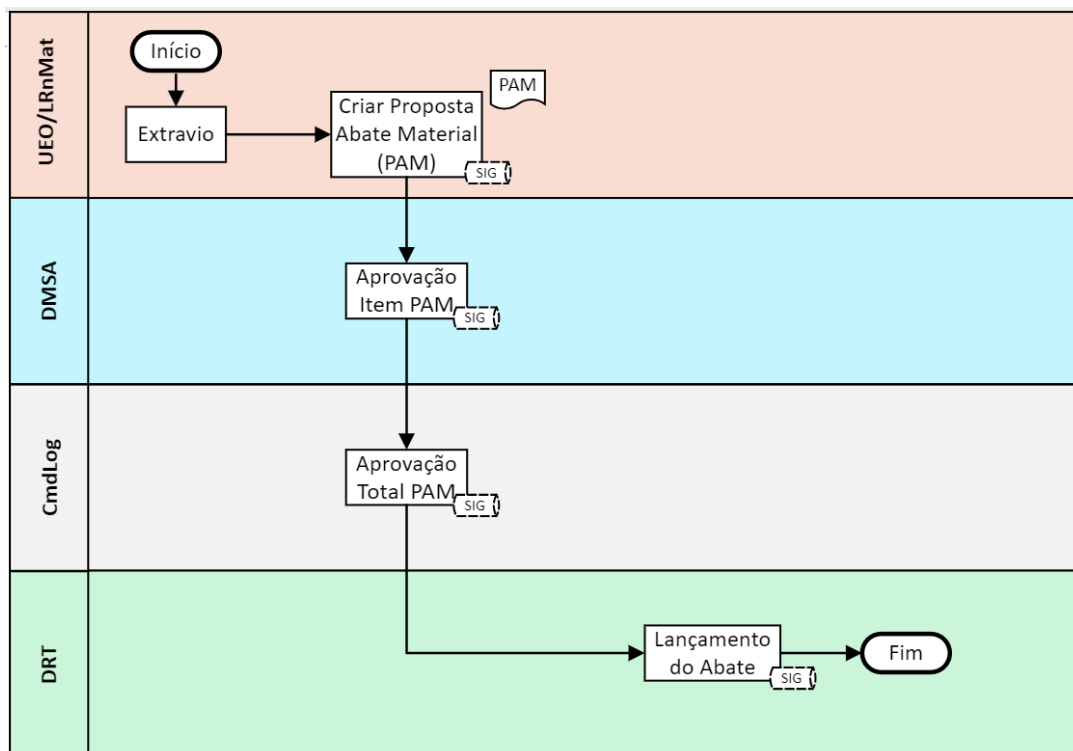 UEO/LRnMat
Início
Extravio
Criar Proposta
Abate Material
(PAM)
PAM
SIG
DMSA
Aprovação
Item PAM
SIG
CmdLog
Aprovação
Total PAM
SIG
DRT
Lançamento
do Abate
SIG
Fim